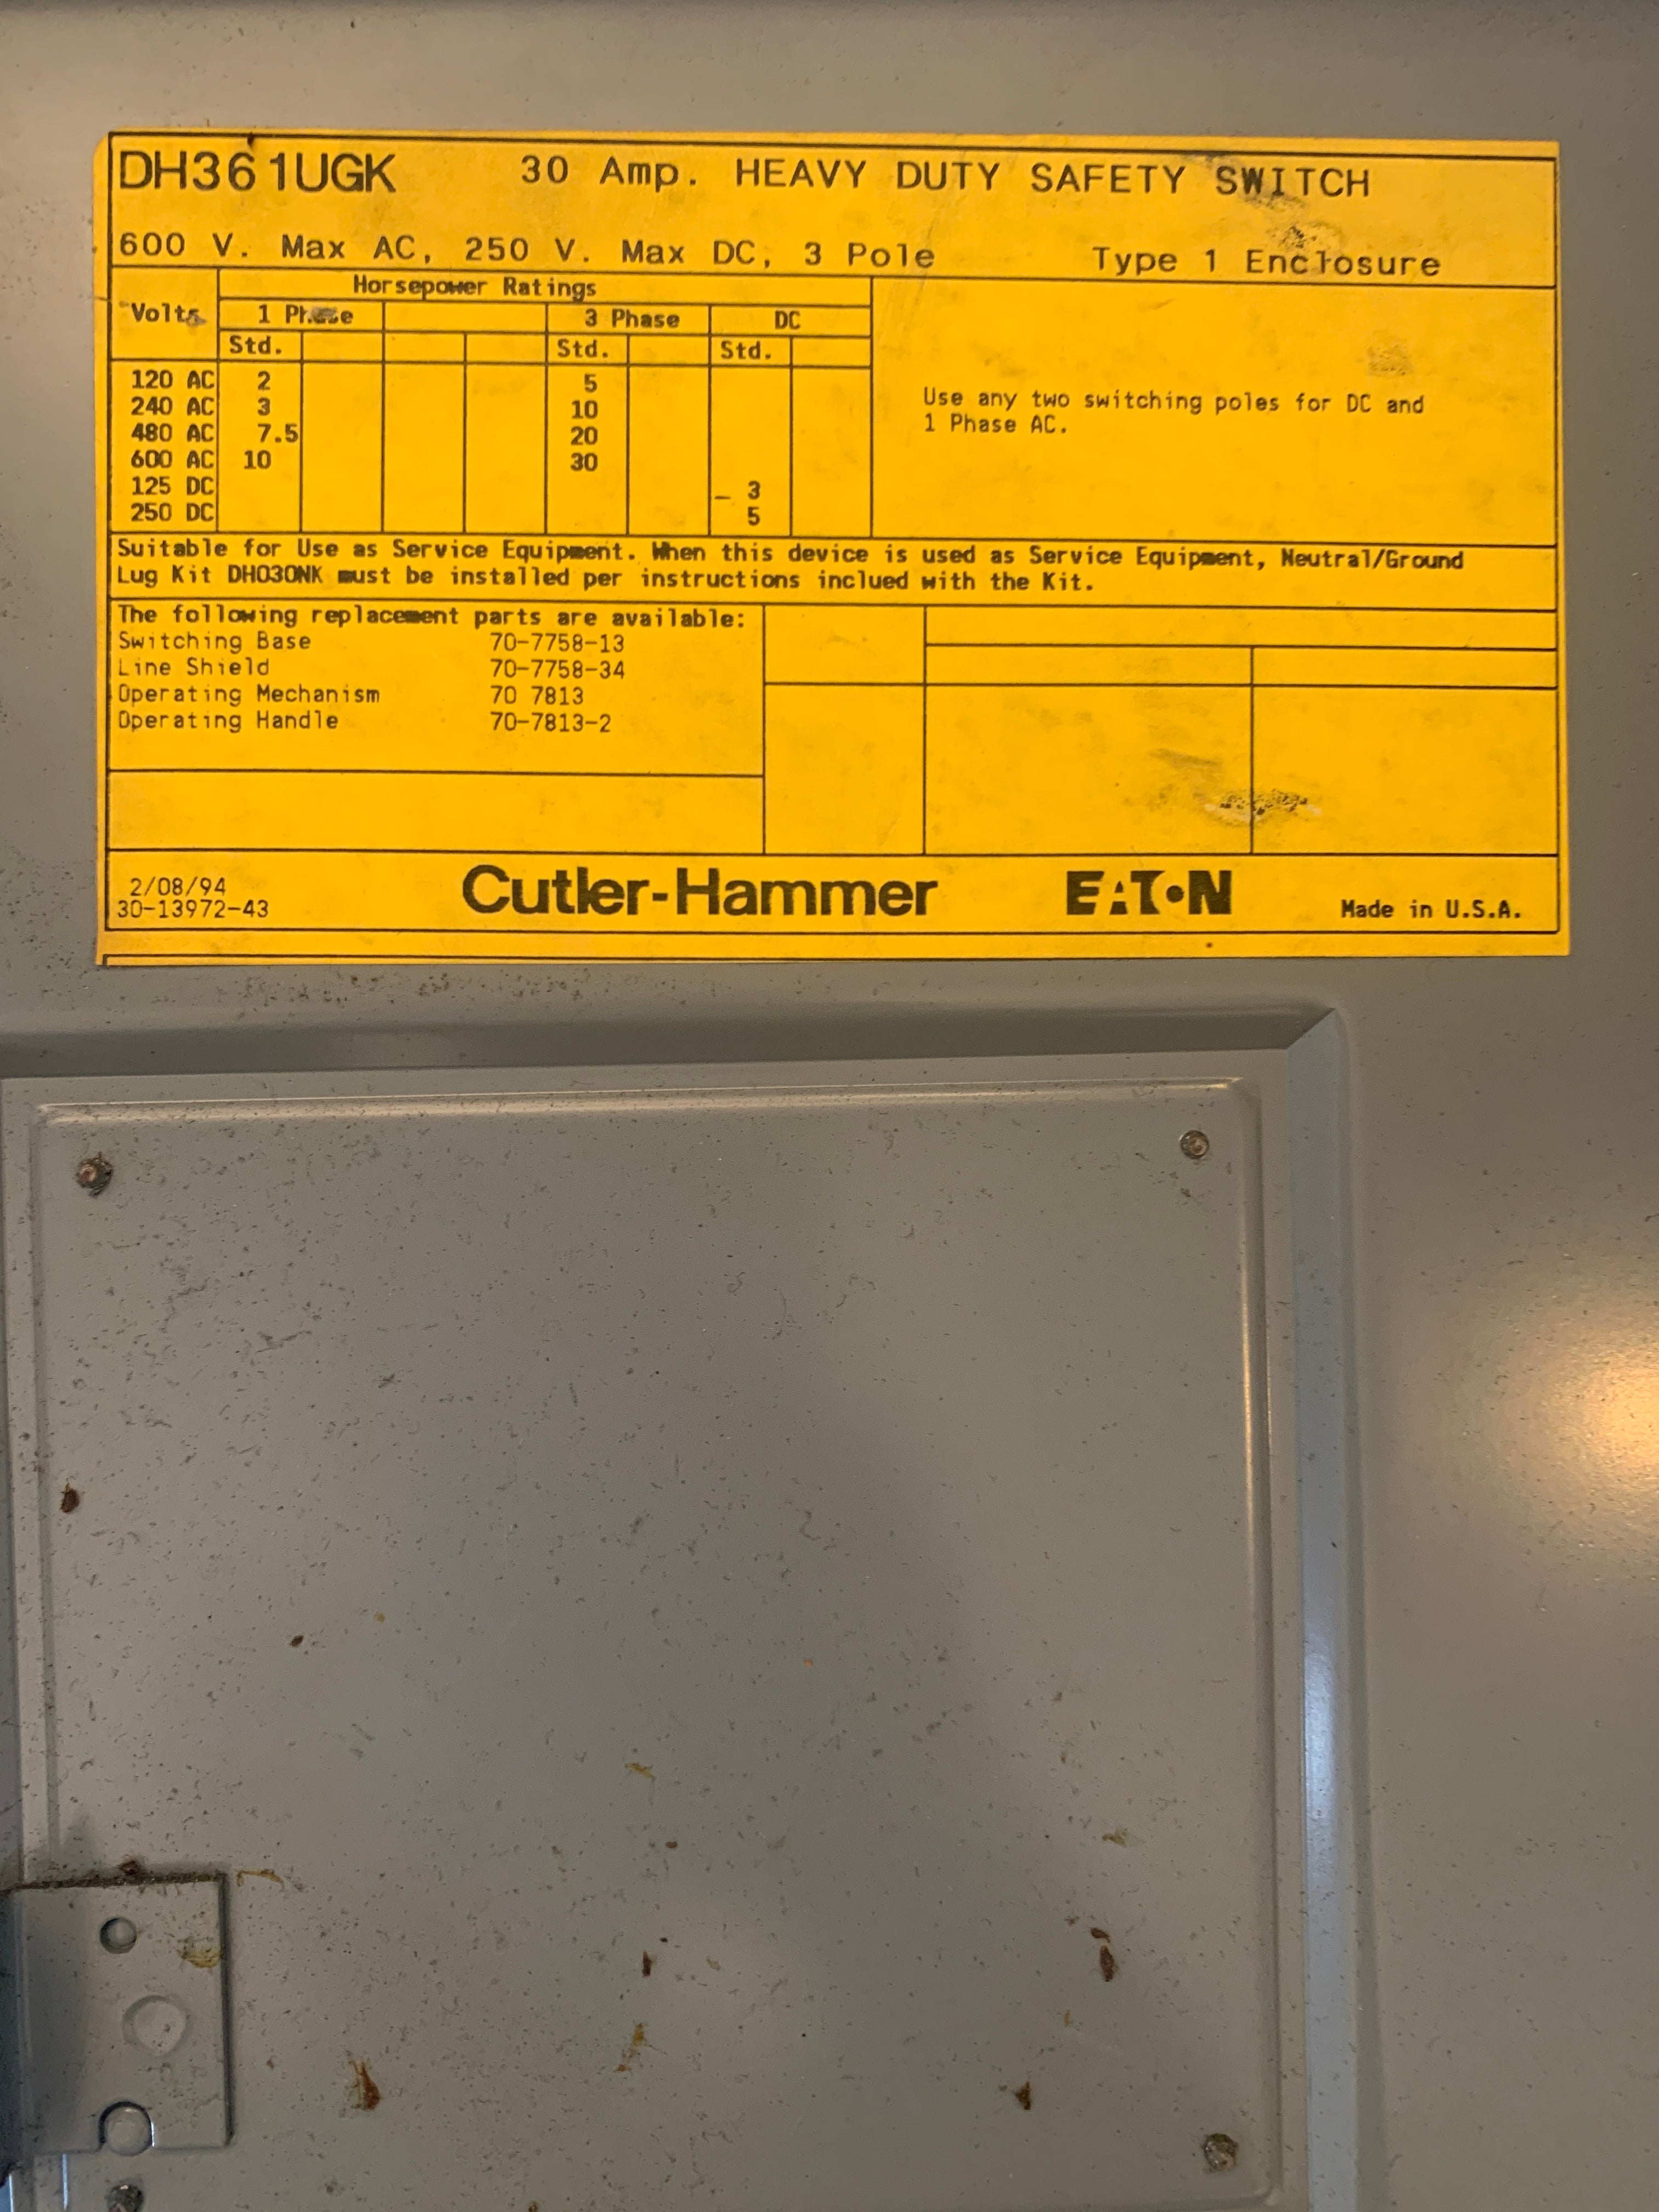 DH361UGK 30 Amp. HEAVY DUTY SAFETY SWITCH
600 V. Max AC, 250 V. Max DC, 3 Pole Type 1 Enclosure
Horsepower Ratings
Volts 1 Phase 3 Phase DC
Std. Std. Std.
120 AC 2 5
240 AC 3 10
480 AC 7.5 20
600 AC 10 30
125 DC - 3
250 DC 5
Use any two switching poles for DC and
1 Phase AC.
Suitable for Use as Service Equipment. When this device is used as Service Equipment, Neutral/Ground
Lug Kit DH030NK must be installed per instructions inclued with the Kit.
The following replacement parts are available:
Switching Base 70-7758-13
Line Shield 70-7758-34
Operating Mechanism 70 7813
Operating Handle 70-7813-2
2/08/94
30-13972-43
Cutler-Hammer
EATON
Made in U.S.A.